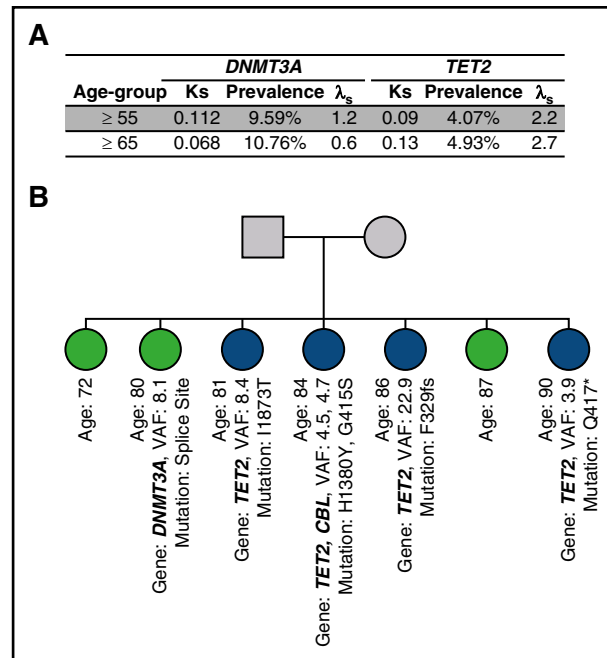 A
DNMT3A TET2
Age-group Ks Prevalence λs Ks Prevalence λs
≥ 55 0.112 9.59% 1.2 0.09 4.07% 2.2
≥ 65 0.068 10.76% 0.6 0.13 4.93% 2.7
B
Age: 72
Age: 80
Gene: DNMT3A, VAF: 8.1
Mutation: Splice Site
Age: 81
Gene: TET2, VAF: 8.4
Mutation: I1873T
Age: 84
Gene: TET2, CBL, VAF: 4.5, 4.7
Mutation: H1380Y, G415S
Age: 86
Gene: TET2, VAF: 22.9
Mutation: F329fs
Age: 87
Age: 90
Gene: TET2, VAF: 3.9
Mutation: Q417*